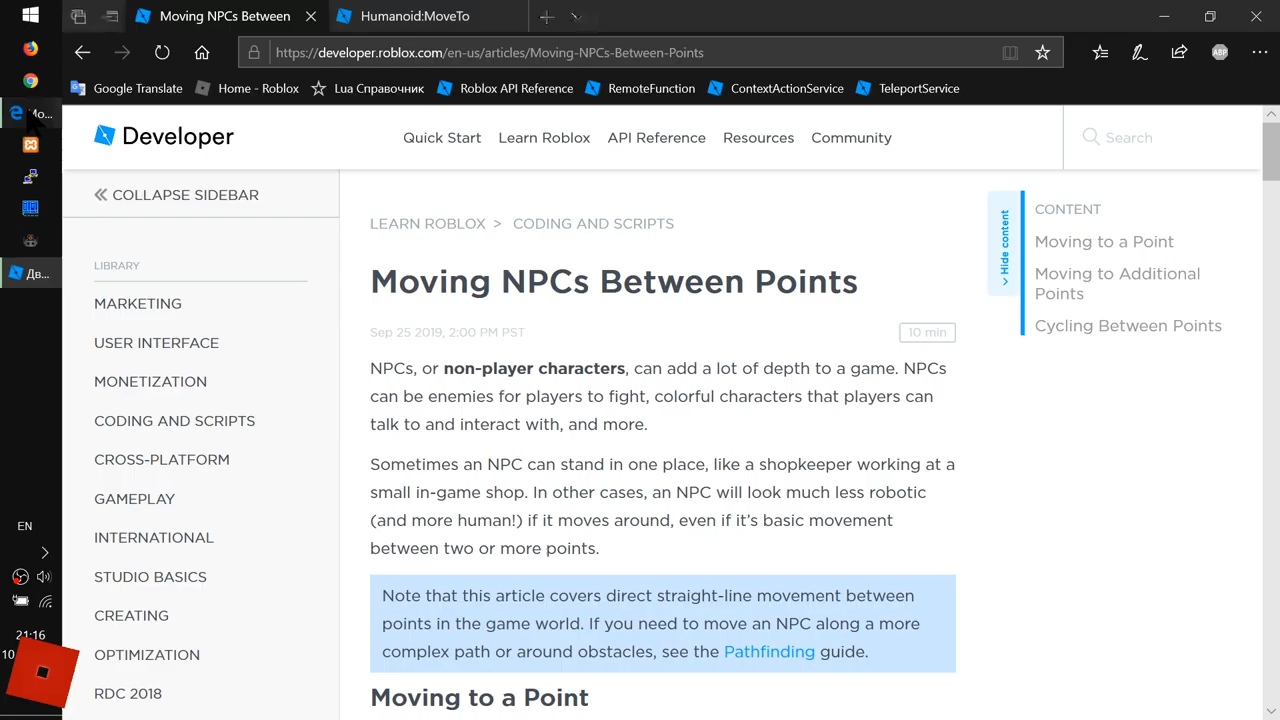 Moving NPCs Between
Humanoid:MoveTo
https://developer.roblox.com/en-us/articles/Moving-NPCs-Between-Points
ABP
Google Translate
Home - Roblox
Lua Справочник
Roblox API Reference
RemoteFunction
ContextActionService
TeleportService
Mo...
Дв...
EN
21:16
10
Developer
Quick Start
Learn Roblox
API Reference
Resources
Community
Search
COLLAPSE SIDEBAR
LIBRARY
MARKETING
USER INTERFACE
MONETIZATION
CODING AND SCRIPTS
CROSS-PLATFORM
GAMEPLAY
INTERNATIONAL
STUDIO BASICS
CREATING
OPTIMIZATION
RDC 2018
LEARN ROBLOX > CODING AND SCRIPTS
Moving NPCs Between Points
Sep 25 2019, 2:00 PM PST
10 min
NPCs, or non-player characters, can add a lot of depth to a game. NPCs
can be enemies for players to fight, colorful characters that players can
talk to and interact with, and more.
Sometimes an NPC can stand in one place, like a shopkeeper working at a
small in-game shop. In other cases, an NPC will look much less robotic
(and more human!) if it moves around, even if it's basic movement
between two or more points.
Note that this article covers direct straight-line movement between
points in the game world. If you need to move an NPC along a more
complex path or around obstacles, see the Pathfinding guide.
Moving to a Point
Hide content
CONTENT
Moving to a Point
Moving to Additional
Points
Cycling Between Points